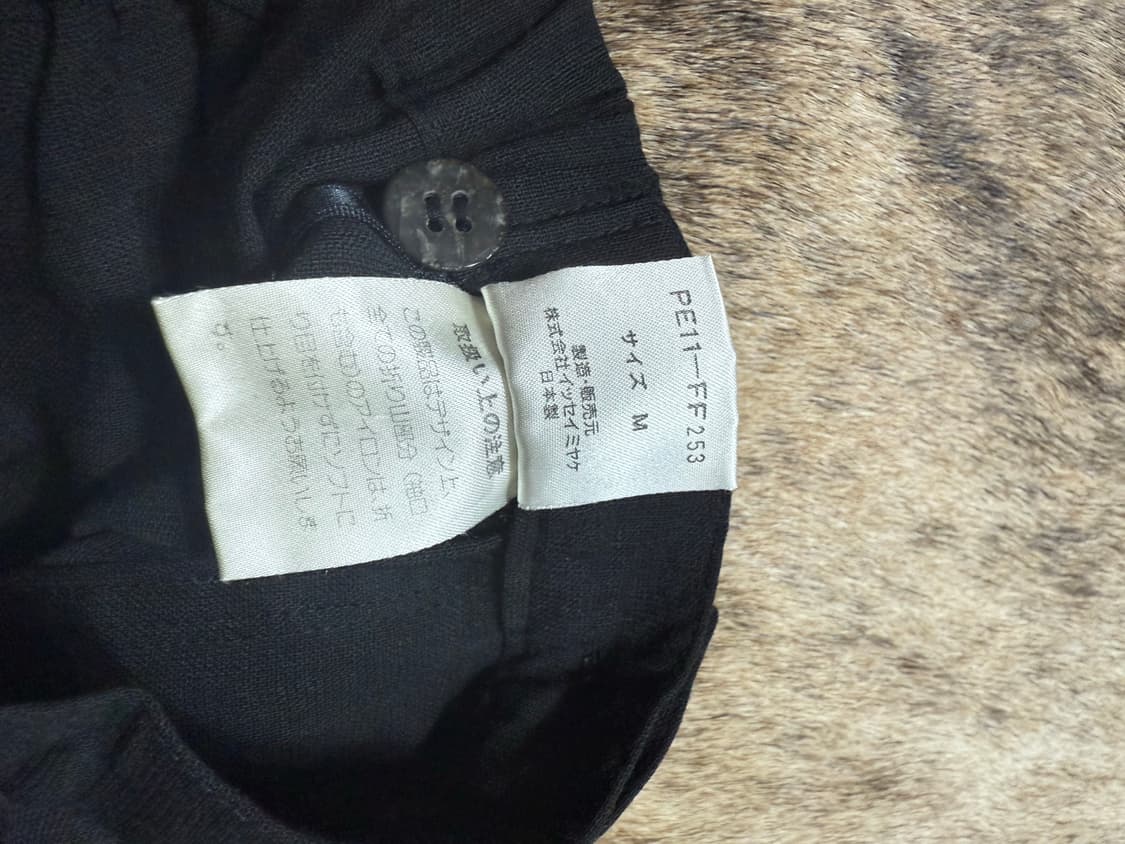 PE11-FF253
サイズ M
製造・販売元
株式会社イッセイミヤケ
日本製
取扱い上の注意
この製品はデザイン上、
全ての折り山部分(袖口
も含む)のアイロンは、折
り目を付けずにソフトに
仕上げるようお願いしま
す。